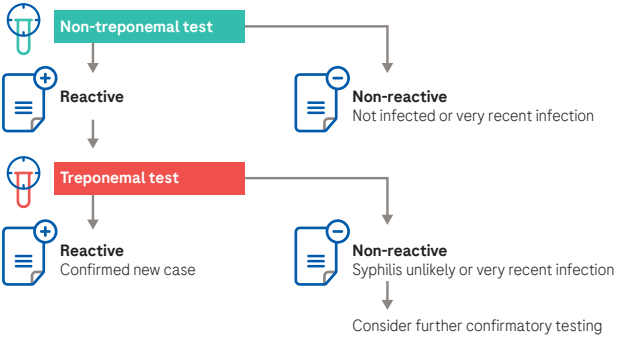 Non-treponemal test
Reactive
Non-reactive
Not infected or very recent infection
Treponemal test
Reactive
Confirmed new case
Non-reactive
Syphilis unlikely or very recent infection
Consider further confirmatory testing